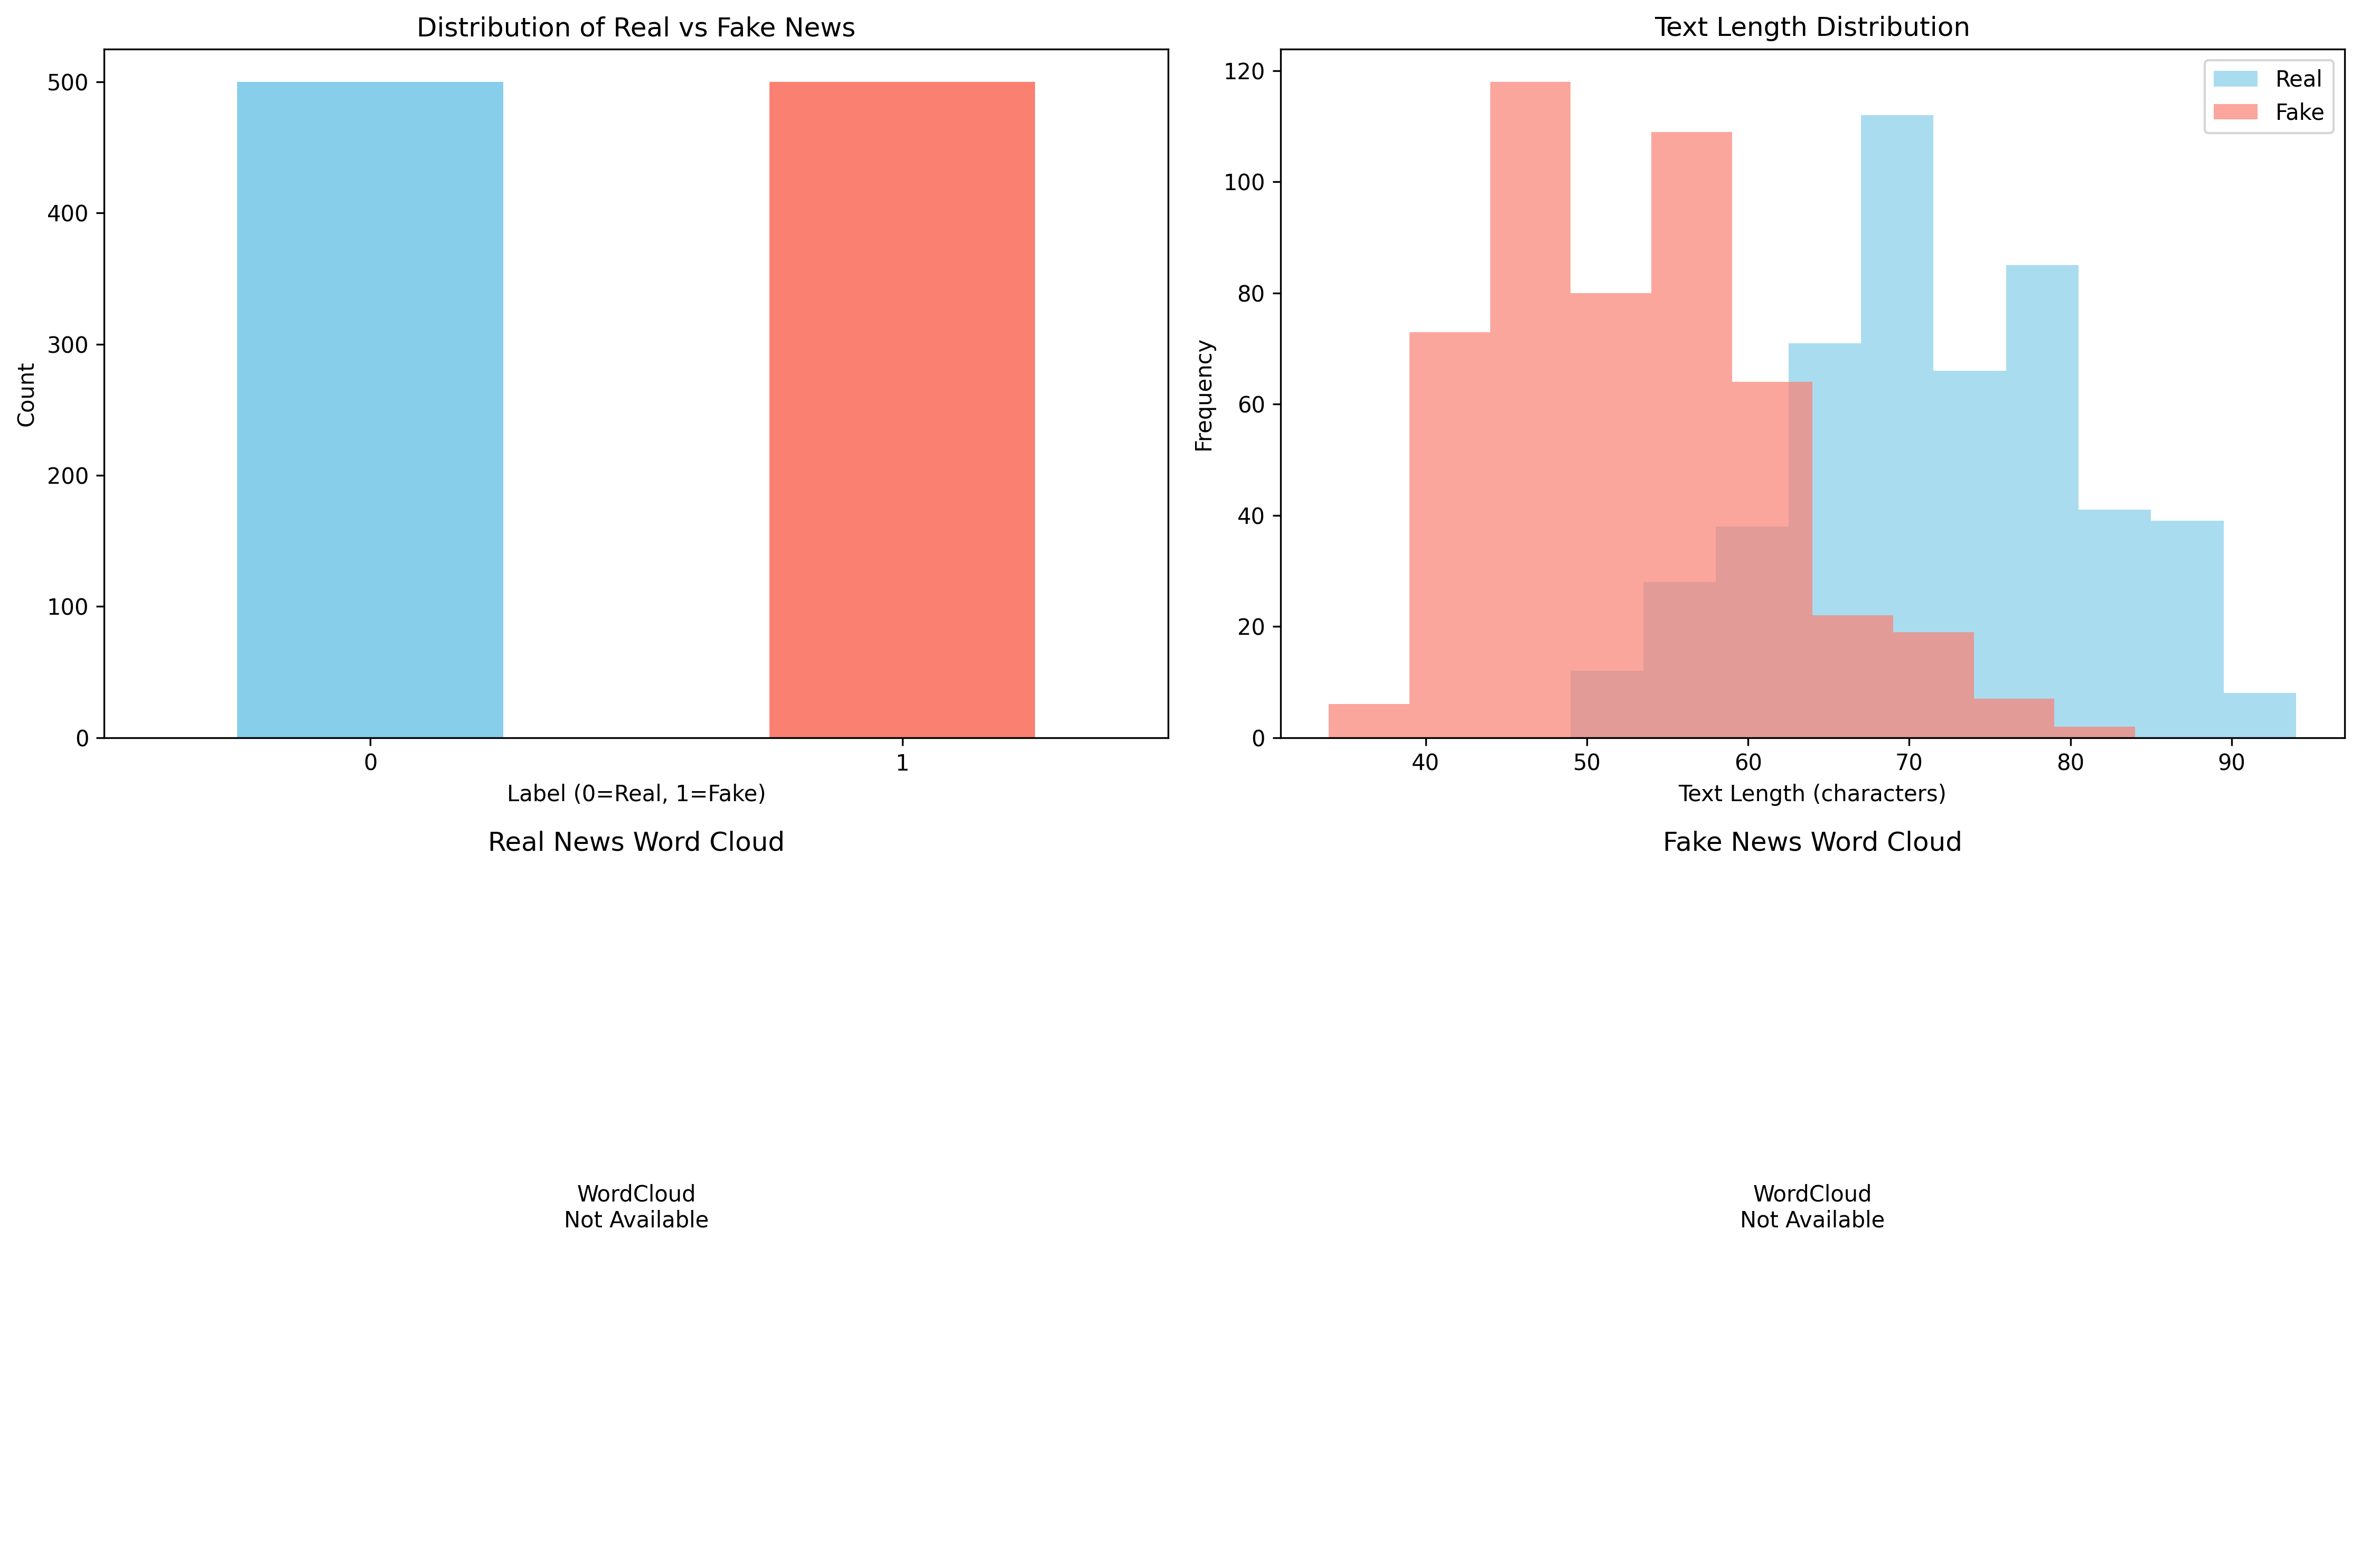 Distribution of Real vs Fake News
500
400
300
200
100
0
Count
0
1
Label (0=Real, 1=Fake)
Text Length Distribution
120
100
80
60
40
20
0
Frequency
Real
Fake
40
50
60
70
80
90
Text Length (characters)
Real News Word Cloud
WordCloud
Not Available
Fake News Word Cloud
WordCloud
Not Available